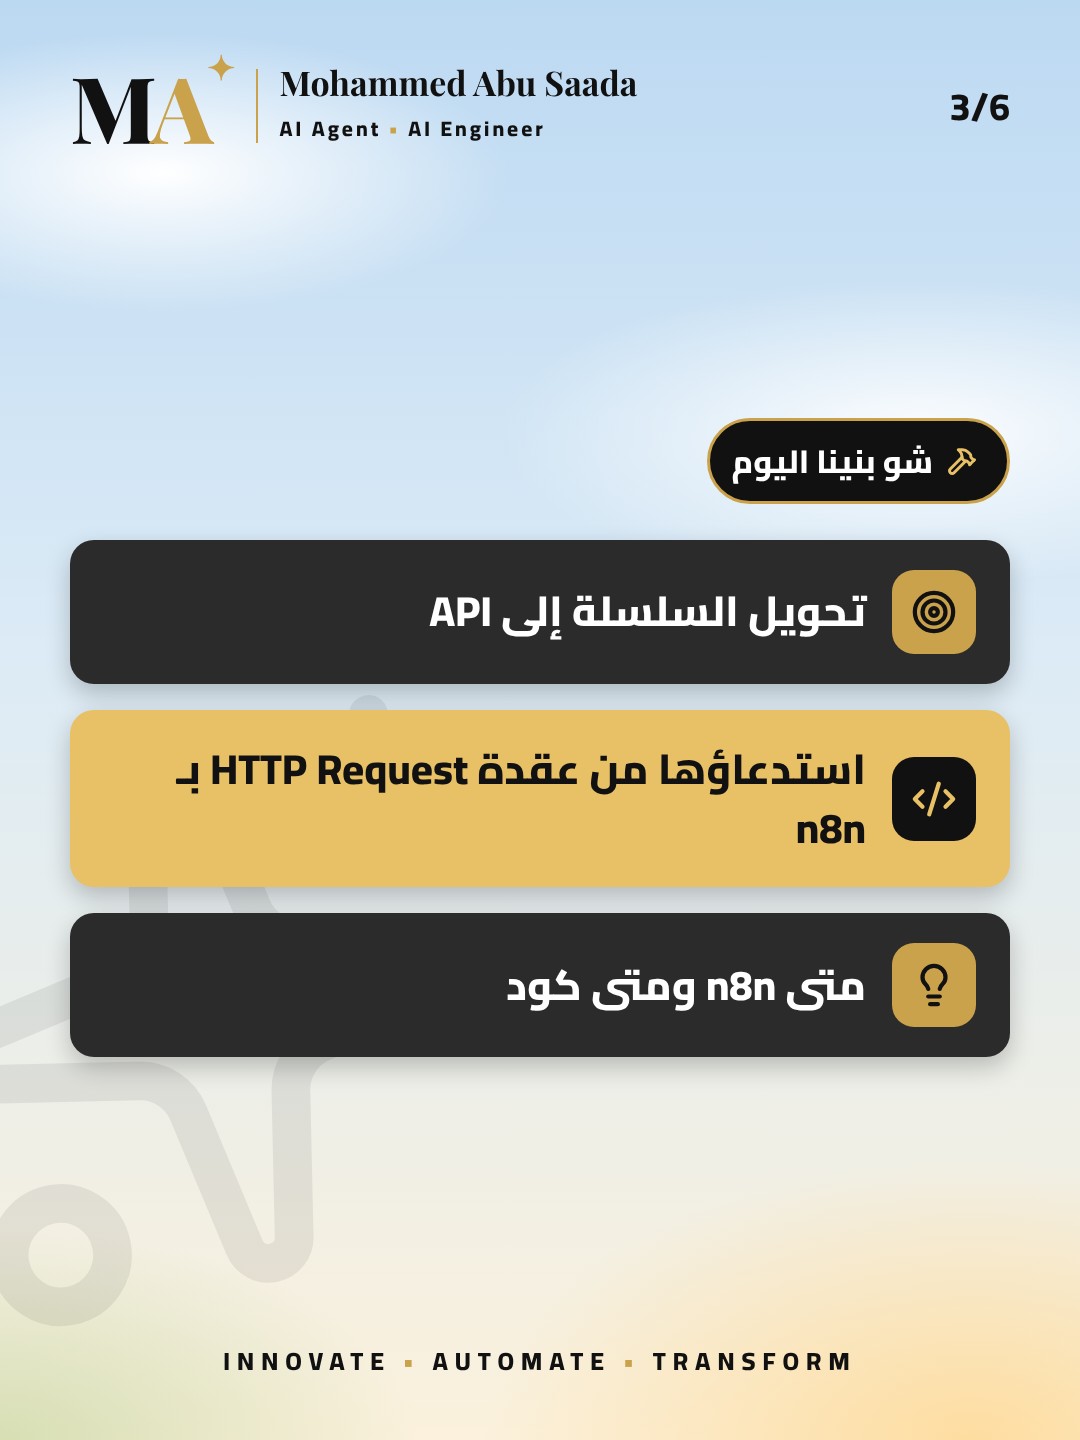 MA
Mohammed Abu Saada
AI Agent ▪ AI Engineer
3/6
شو بنينا اليوم
تحويل السلسلة إلى API
استدعاؤها من عقدة HTTP Request بـ
n8n
متى n8n ومتى كود
INNOVATE ▪ AUTOMATE ▪ TRANSFORM